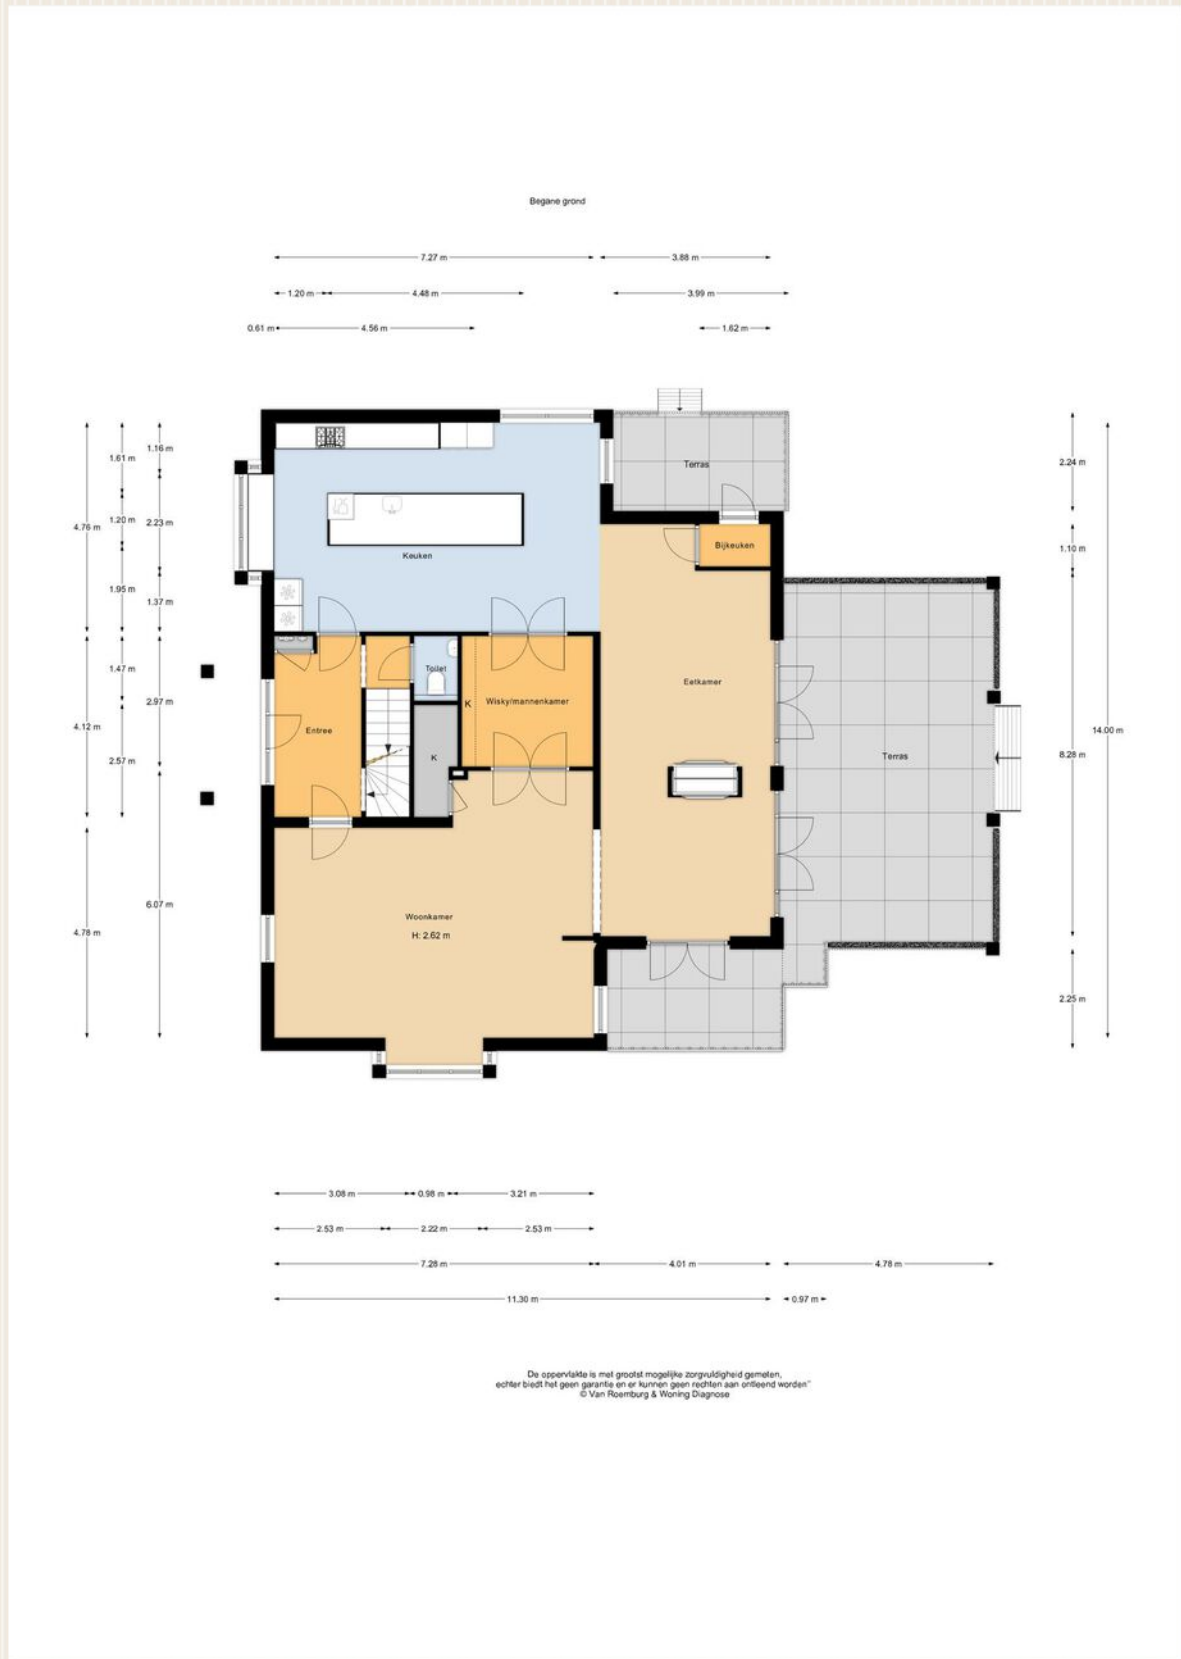 Begane grond
7.27 m
3.88 m
1.20 m
4.48 m
3.99 m
0.61 m
4.56 m
1.62 m
1.16 m
1.61 m
2.24 m
Terras
4.76 m
1.20 m
2.23 m
Keuken
Bijkeuken
1.10 m
1.95 m
1.37 m
1.47 m
Toilet
Eetkamer
2.97 m
K
Wisky/mannenkamer
4.12 m
Entree
14.00 m
2.57 m
K
Terras
8.28 m
6.07 m
Woonkamer
4.78 m
H: 2.62 m
2.25 m
3.08 m
0.98 m
3.21 m
2.53 m
2.22 m
2.53 m
7.28 m
4.01 m
4.78 m
11.30 m
0.97 m
De oppervlakte is met grootst mogelijke zorgvuldigheid gemeten,
echter biedt het geen garantie en er kunnen geen rechten aan ontleend worden"
© Van Roemburg & Woning Diagnose